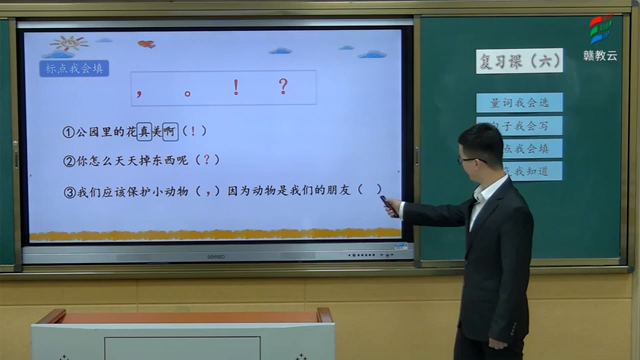 赣教云
标点我会填
， 。 ！ ？
①公园里的花真美啊（！）
②你怎么天天掉东西呢（？）
③我们应该保护小动物（，）因为动物是我们的朋友（ ）
复习课（六）
量词我会选
句子我会写
标点我会填
我知道